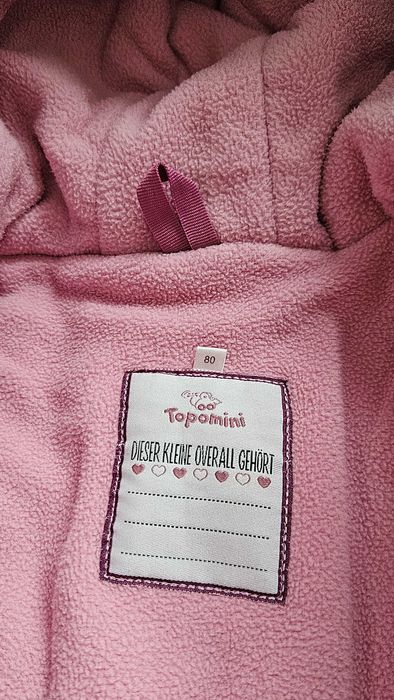 80
Topomini
DIESER KLEINE OVERALL GEHÖRT